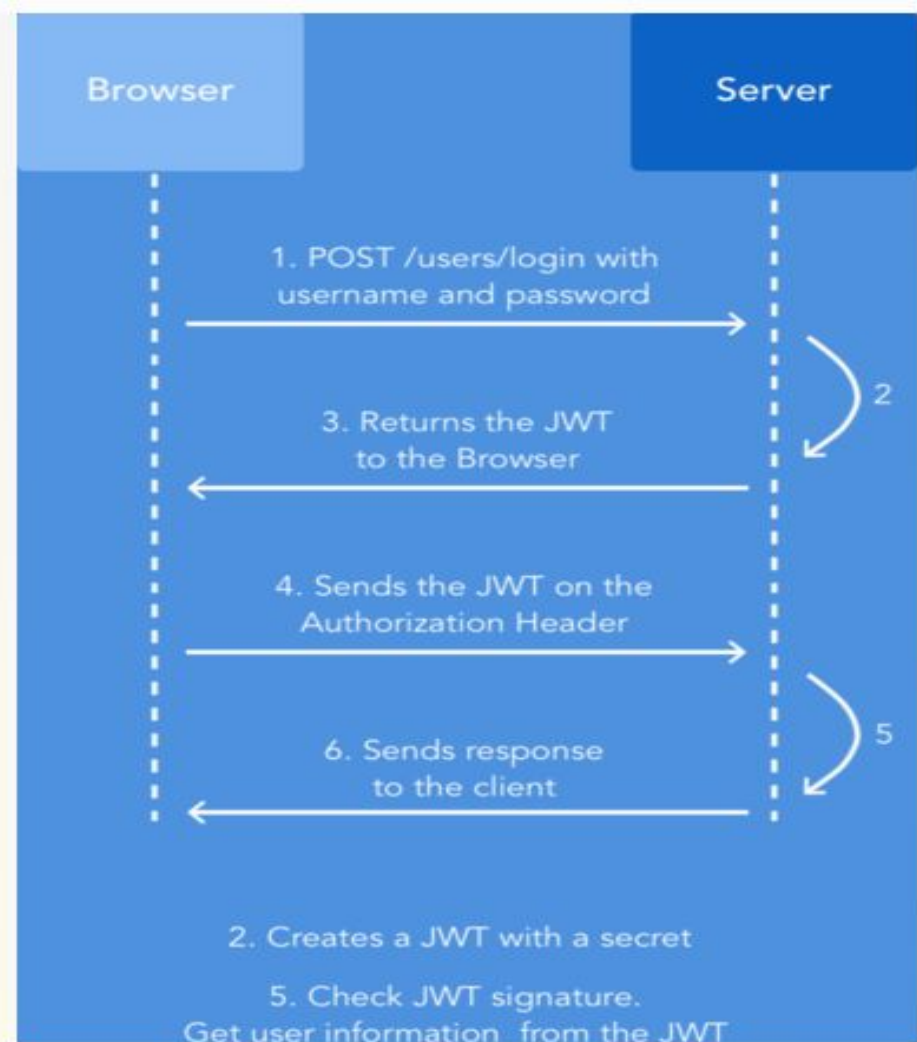 Browser
Server
1. POST /users/login with
username and password
2
3. Returns the JWT
to the Browser
4. Sends the JWT on the
Authorization Header
5
6. Sends response
to the client
2. Creates a JWT with a secret
5. Check JWT signature.
Get user information from the JWT